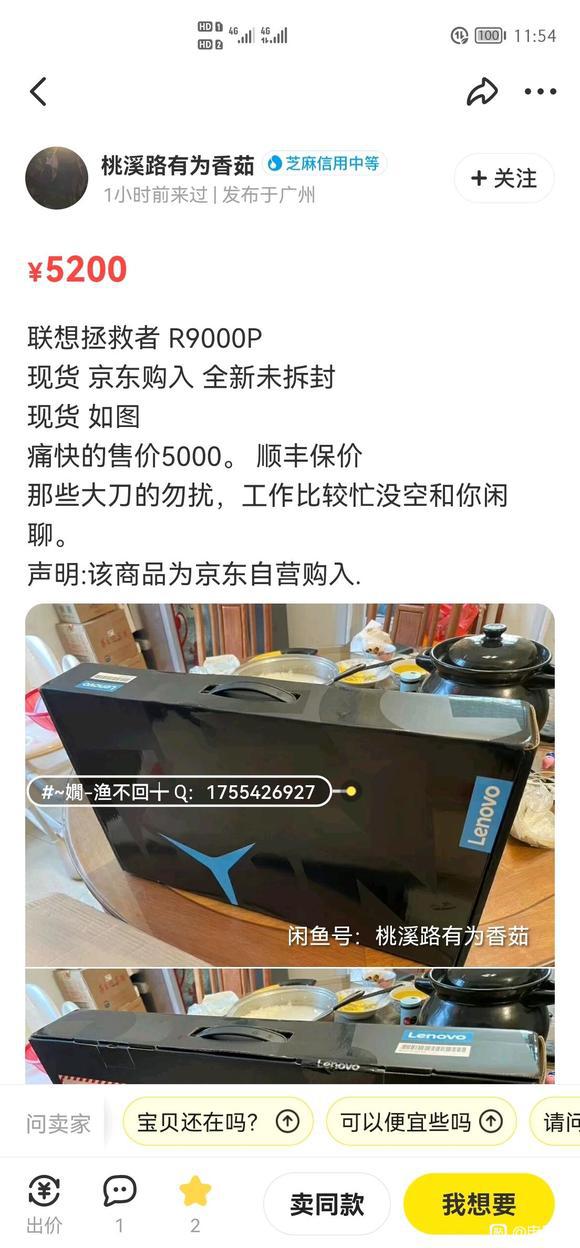 HD 1 4G 4G 100 11:54
HD 2
桃溪路有为香茹 芝麻信用中等 + 关注
1小时前来过 | 发布于广州
¥5200
联想拯救者 R9000P
现货 京东购入 全新未拆封
现货 如图
痛快的售价5000。 顺丰保价
那些大刀的勿扰，工作比较忙没空和你闲
聊。
声明:该商品为京东自营购入.
Lenovo
#~嫺-渔不回十 Q: 1755426927
Lenovo
闲鱼号：桃溪路有为香茹
Lenovo
Lenovo
问卖家 宝贝还在吗？ 可以便宜些吗 请问
出价 1 2 卖同款 我想要